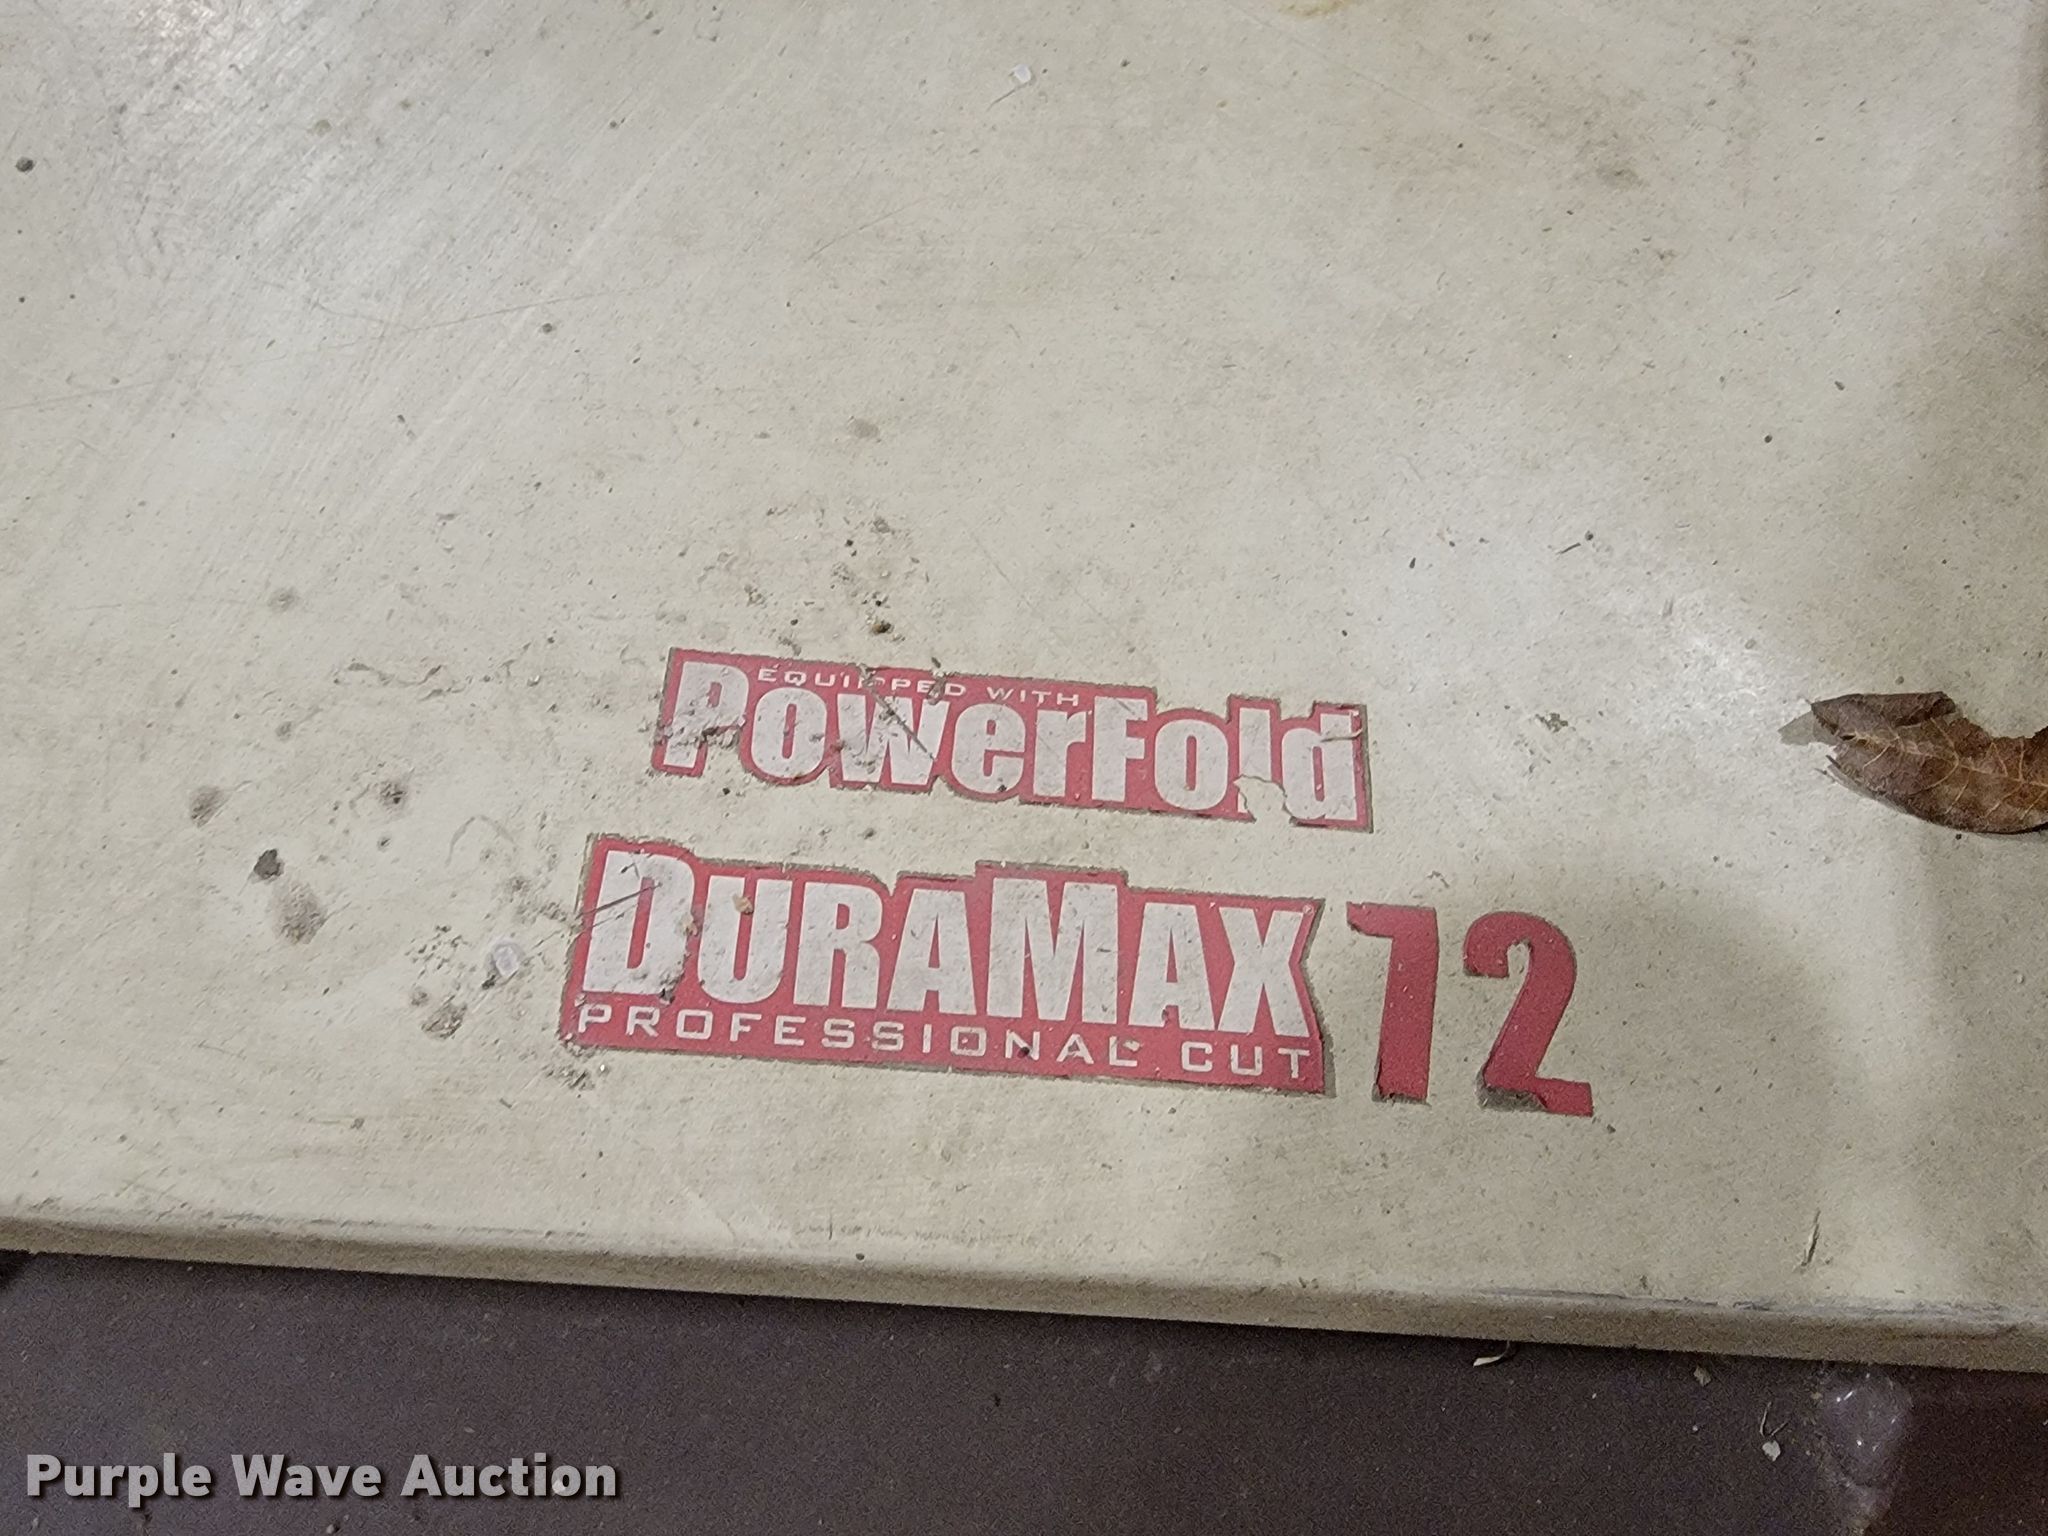 EQUIPPED WITH
POWERFold
DURAMAX® 72
PROFESSIONAL CUT
Purple Wave Auction